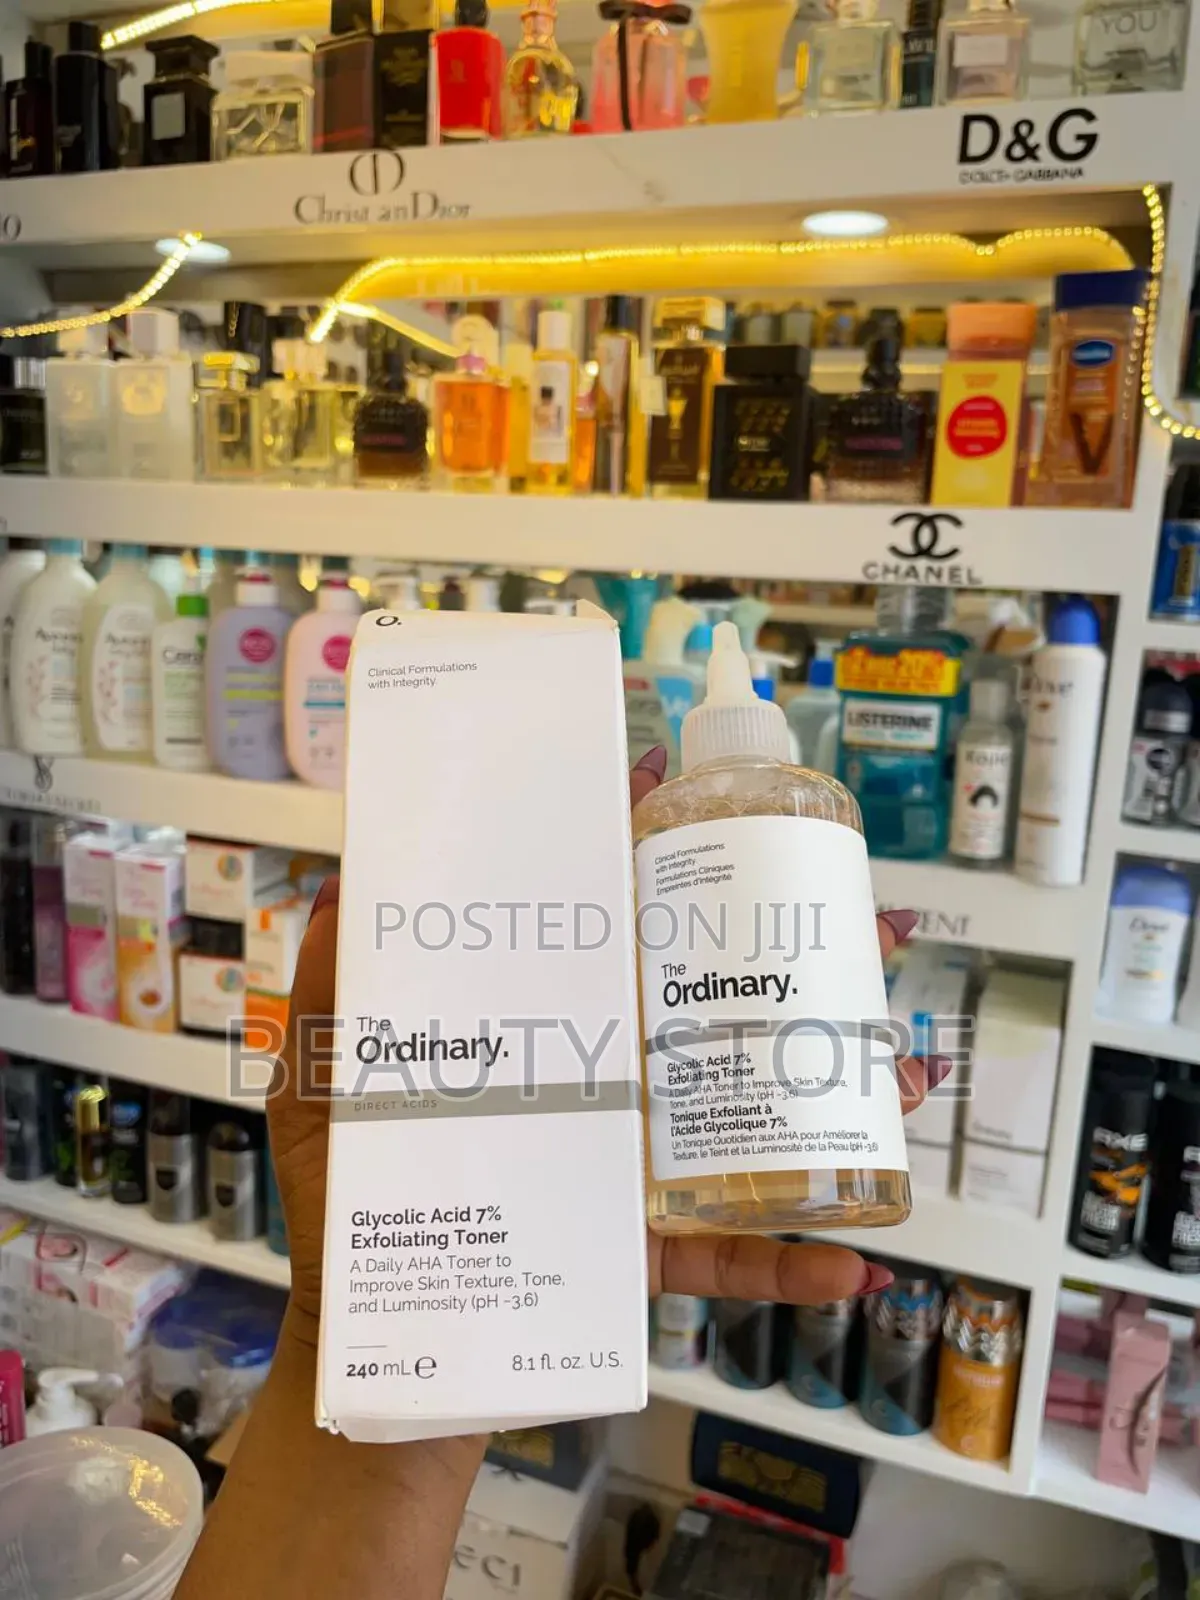 YOU
D&G
DOLCE & GABBANA
Christian Dior
CHANEL
LISTERINE
Kojie
O.
Clinical Formulations
with Integrity.
The
Ordinary.
DIRECT ACIDS
Glycolic Acid 7%
Exfoliating Toner
A Daily AHA Toner to
Improve Skin Texture, Tone,
and Luminosity (pH ~3.6)
240 mL e
8.1 fl. oz. U.S.
Clinical Formulations
with Integrity
Formulations Cliniques
Empreintes d'Intégrité
The
Ordinary.
Glycolic Acid 7%
Exfoliating Toner
A Daily AHA Toner to Improve Skin Texture,
Tone, and Luminosity (pH ~3.6)
Tonique Exfoliant à
l'Acide Glycolique 7%
Un Tonique Quotidien aux AHA pour Améliorer la
Texture, le Teint et la Luminosité de la Peau (pH ~3.6)
Dove
AXE
POSTED ON JIJI
BEAUTY STORE